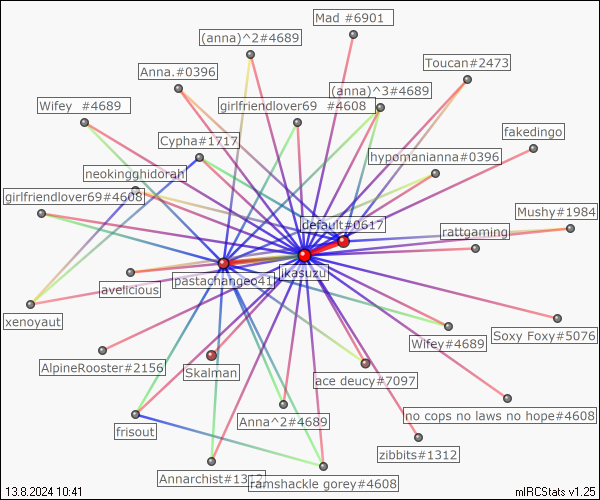 Mad #6901
(anna)^2#4689
Toucan#2473
Anna.#0396
(anna)^3#4689
Wifey  #4689
girlfriendlover69  #4608
fakedingo
Cypha#1717
hypomanianna#0396
neokingghidorah
girlfriendlover69#4608
Mushy#1984
default#0617
rattgaming
ikasuzu
pastachangeo41
avelicious
xenoyaut
Soxy Foxy#5076
Wifey#4689
AlpineRooster#2156
Skalman
ace deucy#7097
no cops no laws no hope#4608
Anna^2#4689
frisout
zibbits#1312
Annarchist#1312
ramshackle gorey#4608
13.8.2024 10:41
mIRCStats v1.25